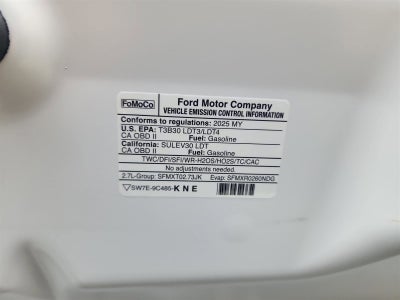 FoMoCo
Ford Motor Company
VEHICLE EMISSION CONTROL INFORMATION
Conforms to regulations: 2025 MY
U.S. EPA: T3B30 LDT3/LDT4
CA OBD II Fuel: Gasoline
California: SULEV30 LDT
CA OBD II Fuel: Gasoline
TWC/DFI/SFI/WR-H2OS/HO2S/TC/CAC
No adjustments needed.
2.7L-Group: SFMXT02.73JK Evap: SFMXR0260NDG
SW7E-9C485-KNE